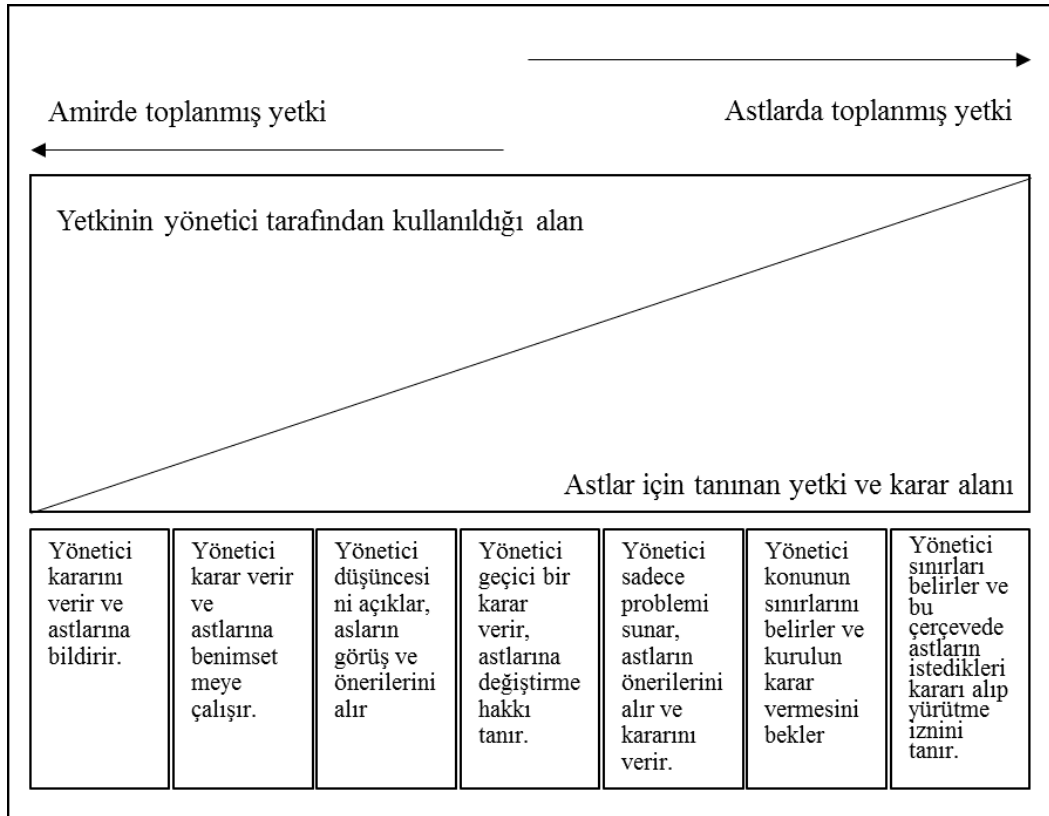 Amirde toplanmış yetki
Astlarda toplanmış yetki
Yetkinin yönetici tarafından kullanıldığı alan
Astlar için tanınan yetki ve karar alanı
Yönetici
kararını
verir ve
astlarına
bildirir.
Yönetici
karar verir
ve
astlarına
benimset
meye
çalışır.
Yönetici
düşüncesi
ni açıklar,
asların
görüş ve
önerilerini
alır
Yönetici
geçici bir
karar
verir,
astlarına
değiştirme
hakkı
tanır.
Yönetici
sadece
problemi
sunar,
astların
önerilerini
alır ve
kararını
verir.
Yönetici
konunun
sınırlarını
belirler ve
kurulun
karar
vermesini
bekler
Yönetici
sınırları
belirler ve
bu
çerçevede
astların
istedikleri
kararı alıp
yürütme
iznini
tanır.